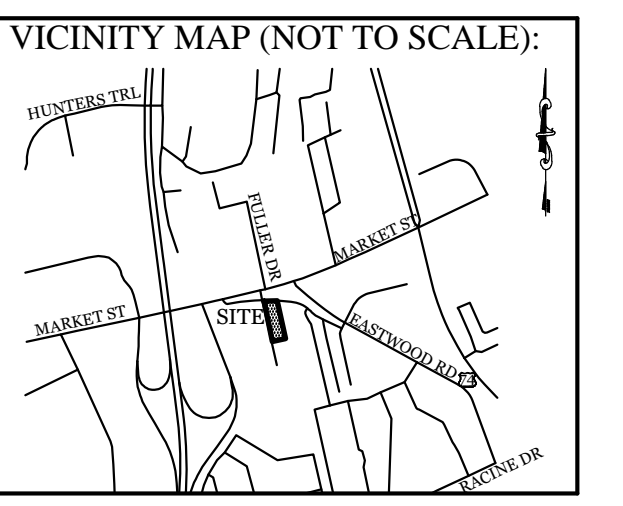 VICINITY MAP (NOT TO SCALE):
HUNTERS TRL
FULLER DR
MARKET ST
MARKET ST
SITE
EASTWOOD RD
74
RACINE DR